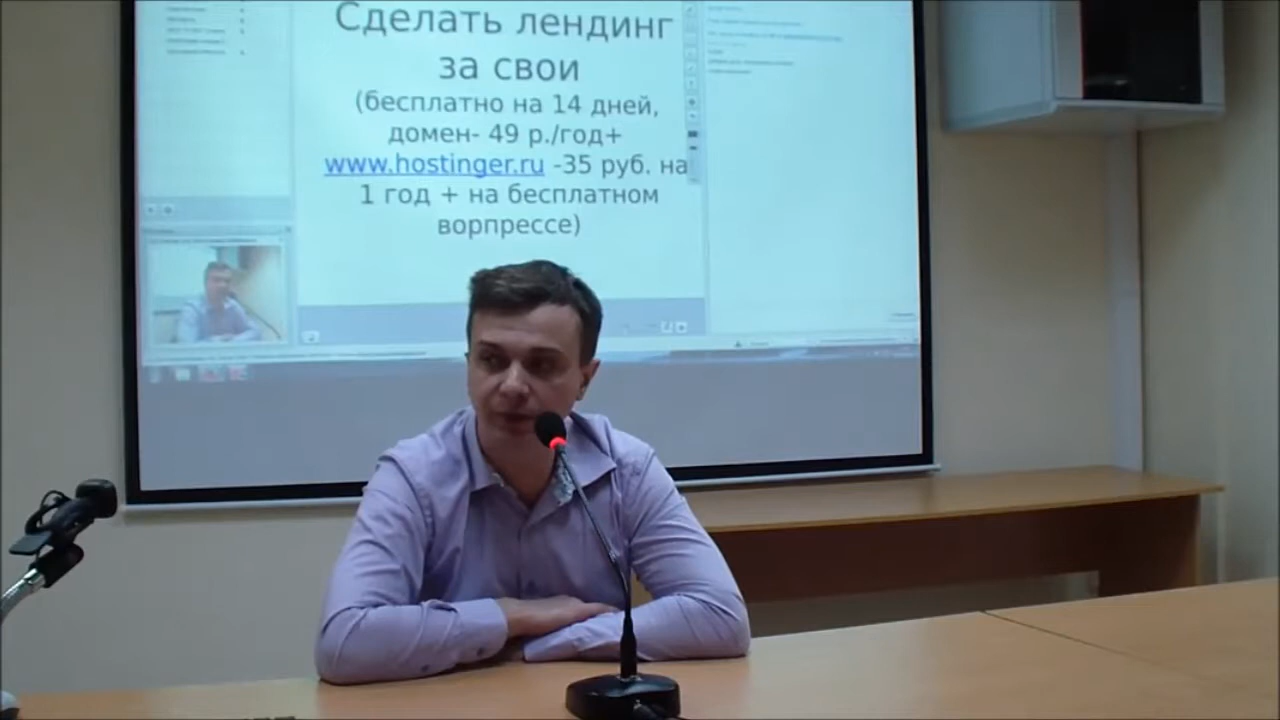 Сделать лендинг
за свои
(бесплатно на 14 дней,
домен- 49 р./год+
www.hostinger.ru -35 руб. на
1 год + на бесплатном
ворпрессе)